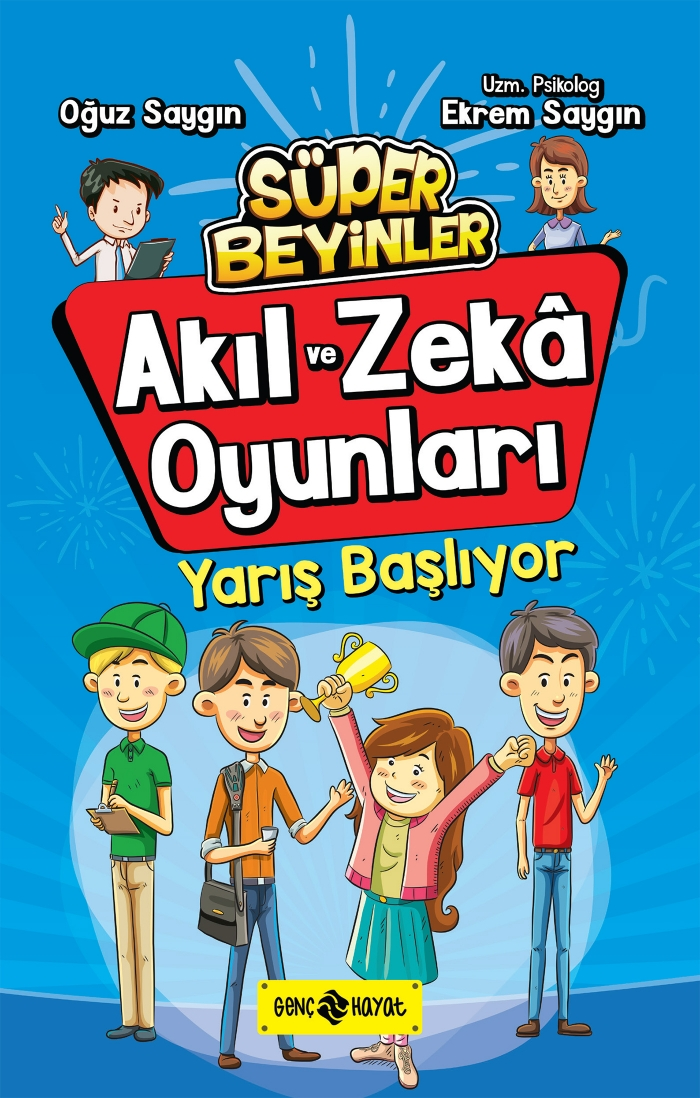 Oğuz Saygın
Uzm. Psikolog
Ekrem Saygın
SÜPER
BEYİNLER
Akıl ve Zekâ
Oyunları
Yarış Başlıyor
GENÇ HAYAT